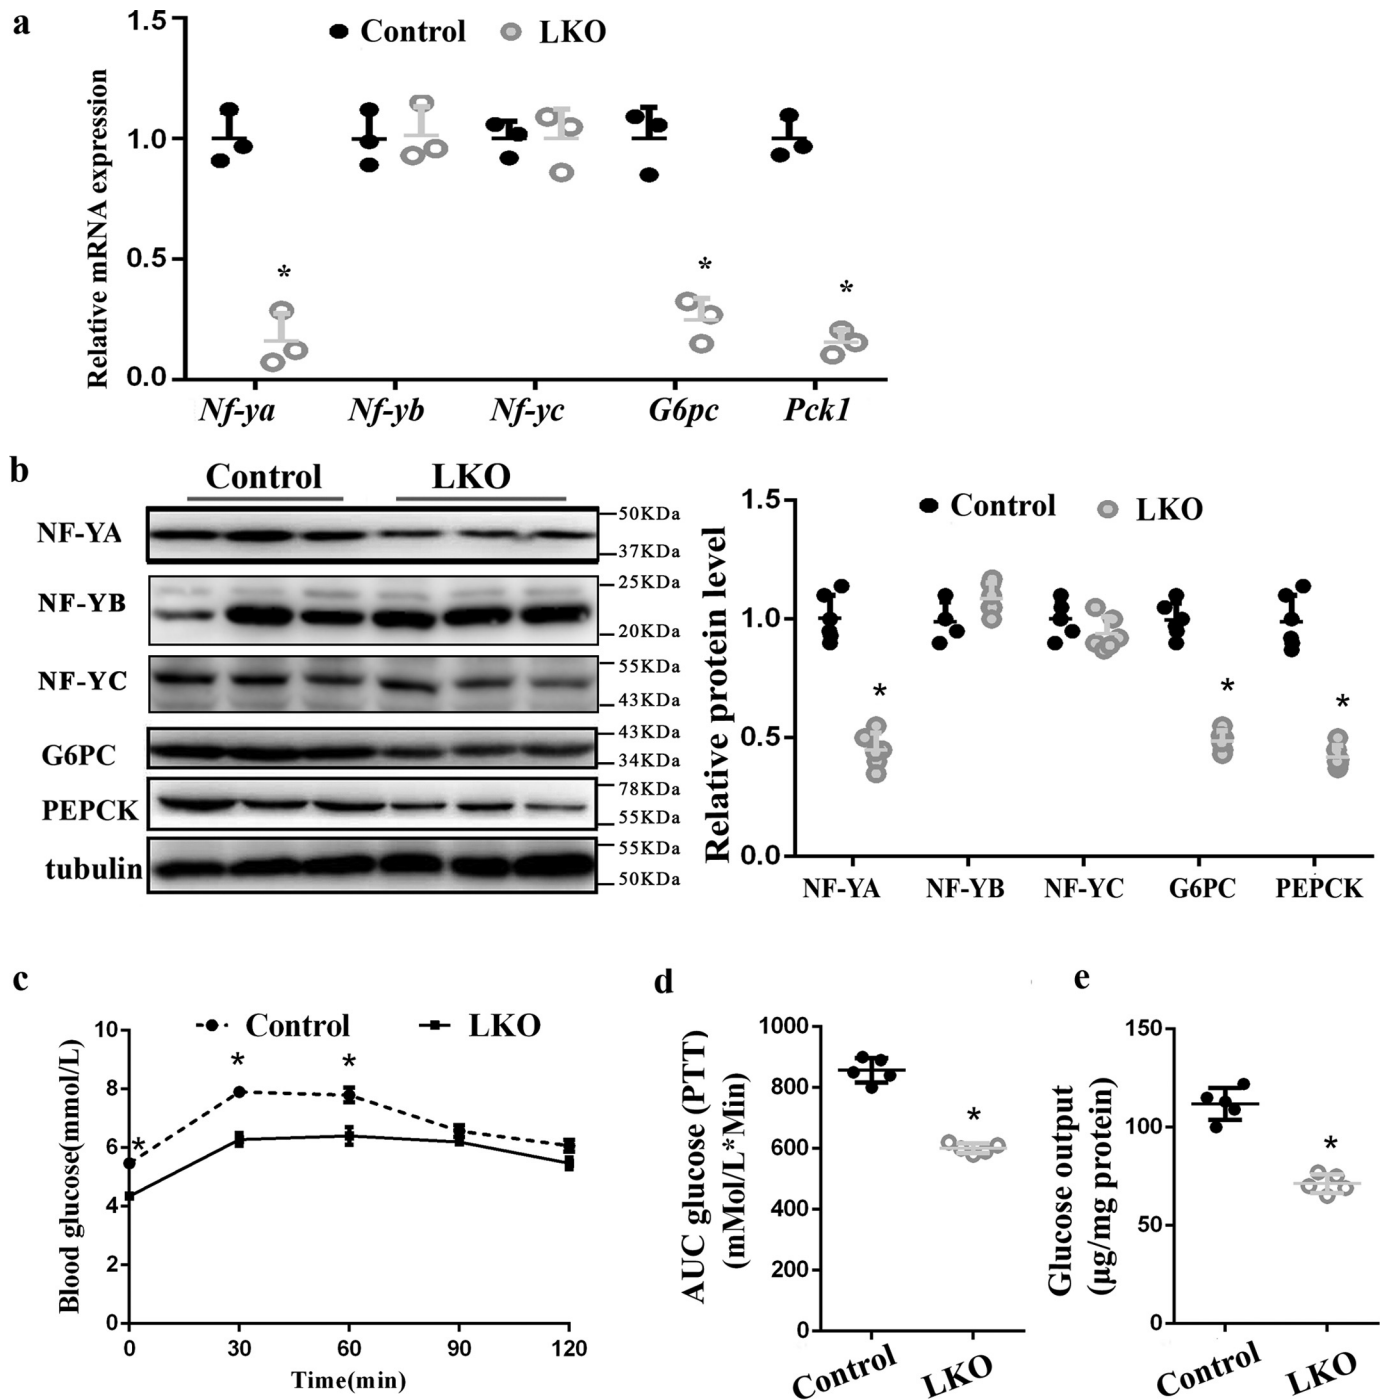 a
Control LKO
Relative mRNA expression
1.5
1.0
0.5
0.0
*
*
*
Nf-ya Nf-yb Nf-yc G6pc Pck1
b
Control LKO
NF-YA
50KDa
37KDa
NF-YB
25KDa
20KDa
NF-YC
55KDa
43KDa
G6PC
43KDa
34KDa
PEPCK
78KDa
55KDa
tubulin
55KDa
50KDa
Control LKO
Relative protein level
1.5
1.0
0.5
0.0
*
*
*
NF-YA NF-YB NF-YC G6PC PEPCK
c
Control LKO
Blood glucose(mmol/L)
10
8
6
4
2
0
*
*
*
0 30 60 90 120
Time(min)
d
AUC glucose (PTT)
(mMol/L*Min)
1000
800
600
400
200
0
*
Control LKO
e
Glucose output
(μg/mg protein)
150
100
50
0
*
Control LKO